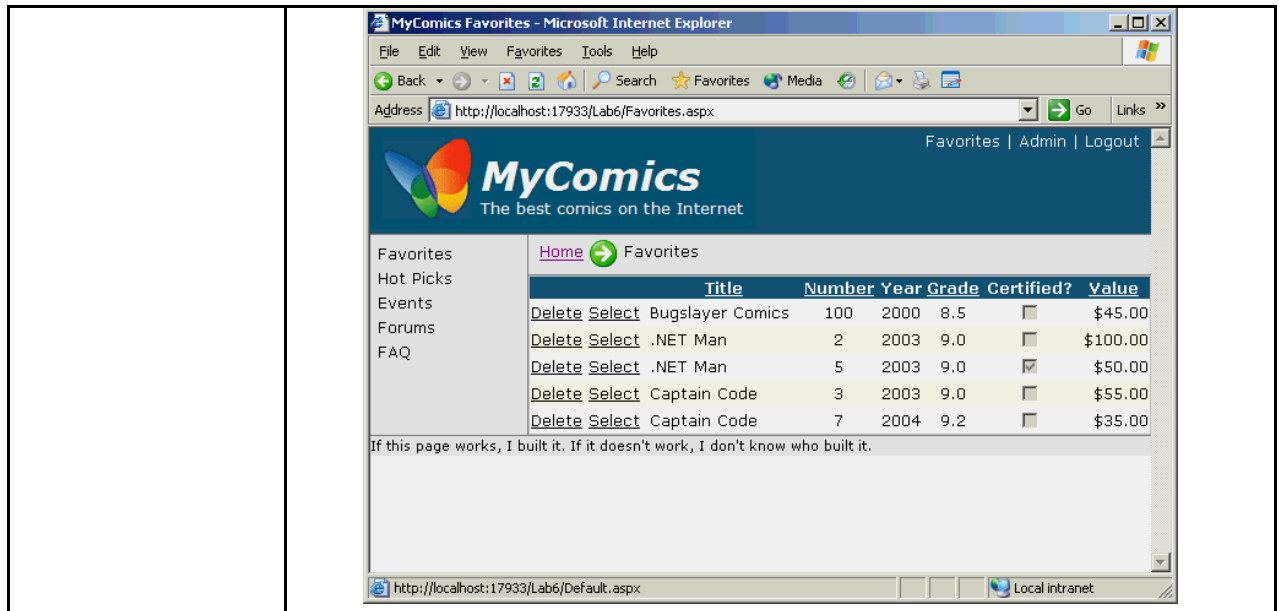 MyComics Favorites - Microsoft Internet Explorer
File Edit View Favorites Tools Help
Back Search Favorites Media
Address http://localhost:17933/Lab6/Favorites.aspx Go Links »
Favorites | Admin | Logout
MyComics
The best comics on the Internet
Favorites
Hot Picks
Events
Forums
FAQ
Home Favorites
Title Number Year Grade Certified? Value
Delete Select Bugslayer Comics 100 2000 8.5 $45.00
Delete Select .NET Man 2 2003 9.0 $100.00
Delete Select .NET Man 5 2003 9.0 $50.00
Delete Select Captain Code 3 2003 9.0 $55.00
Delete Select Captain Code 7 2004 9.2 $35.00
If this page works, I built it. If it doesn't work, I don't know who built it.
http://localhost:17933/Lab6/Default.aspx Local intranet